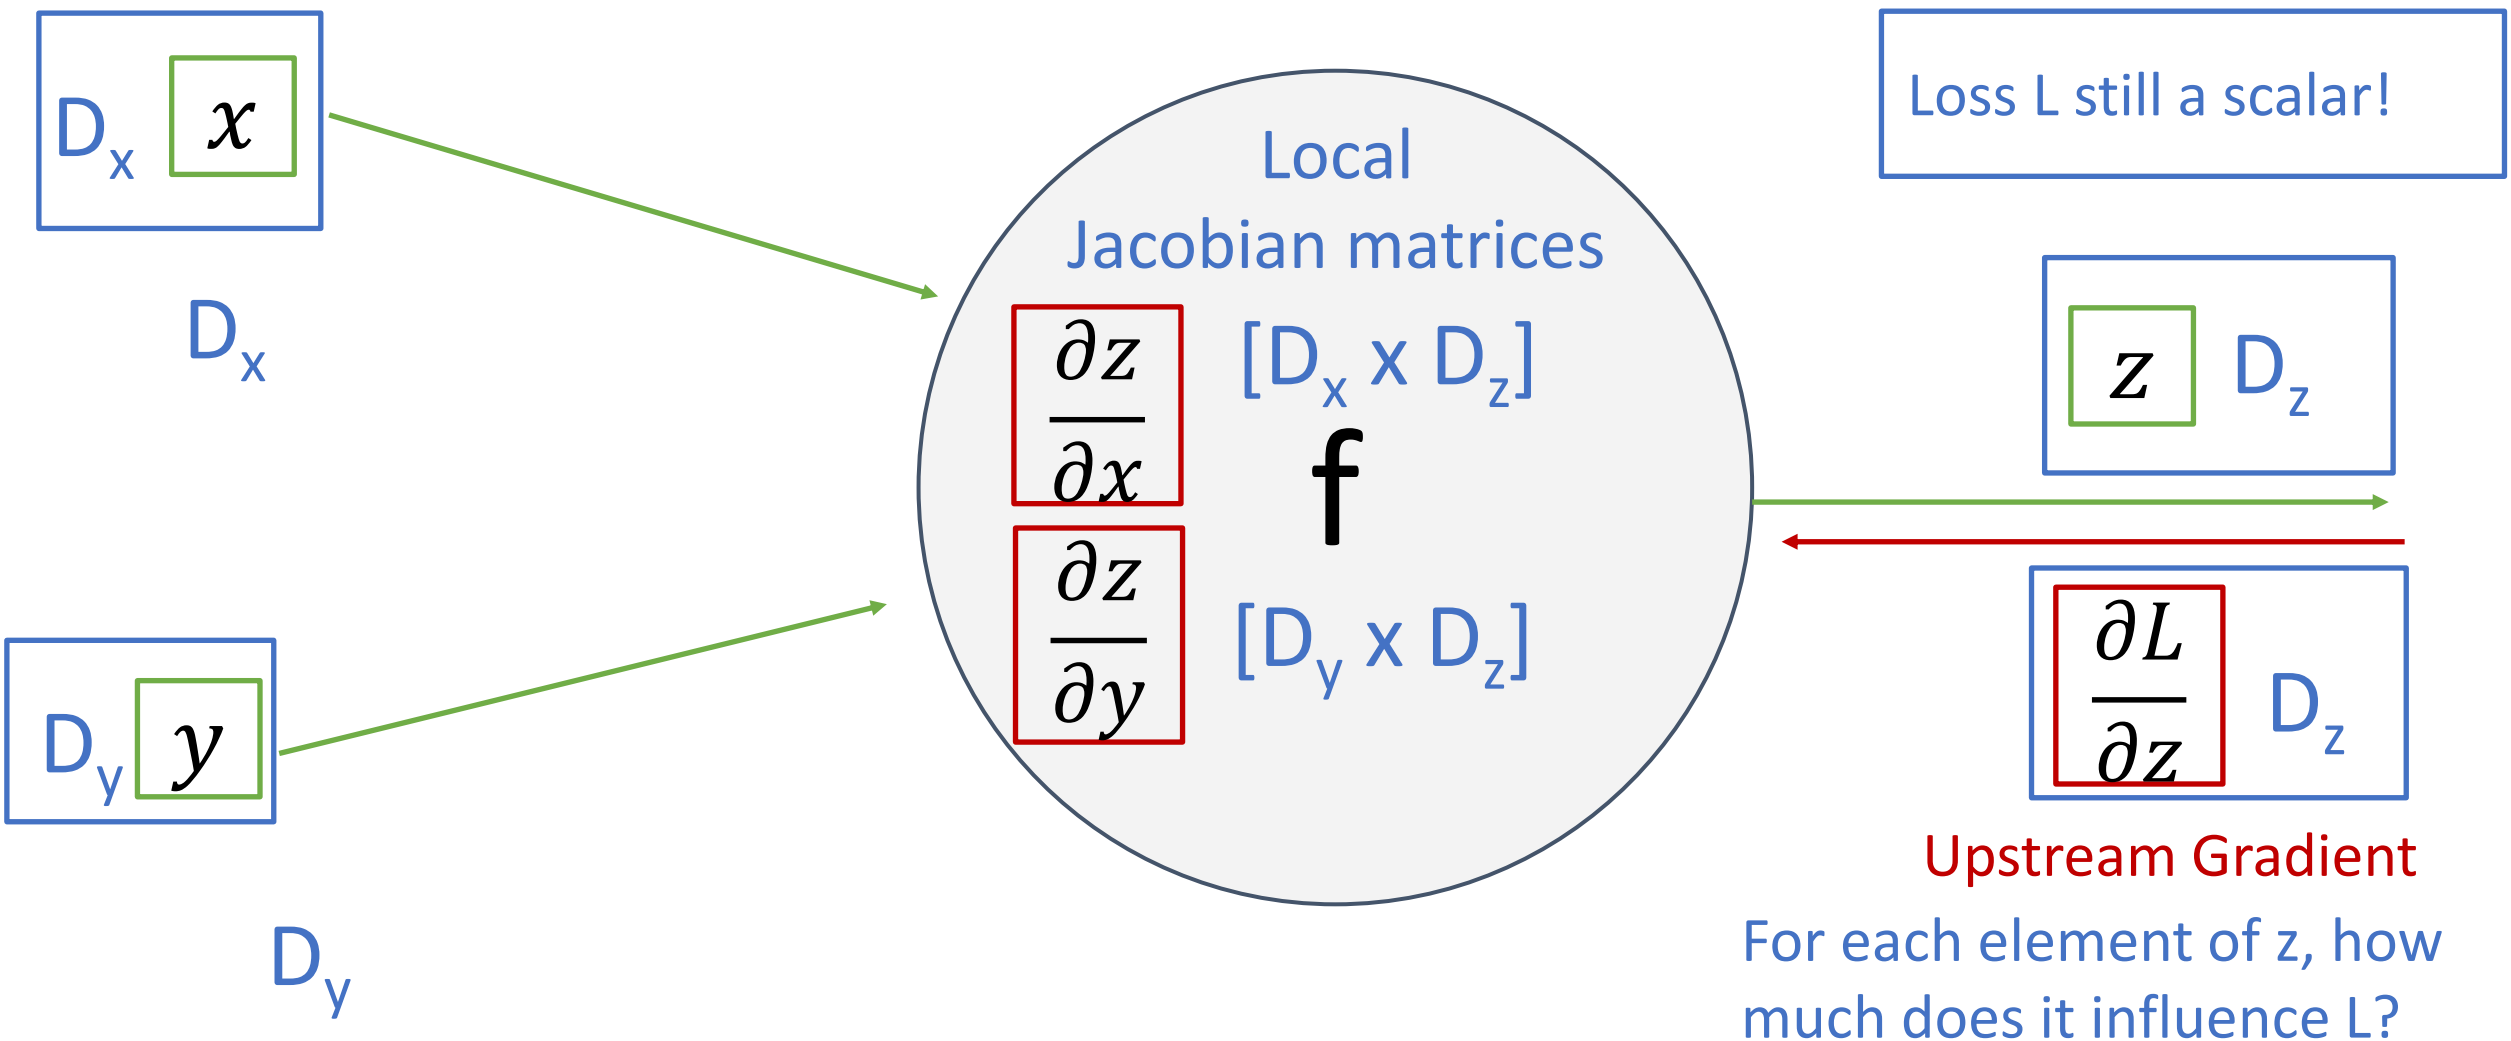 Dx x
Dx
Dy y
Dy
Local
Jacobian matrices
∂z
∂x
[Dx x Dz]
f
∂z
∂y
[Dy x Dz]
Loss L still a scalar!
z Dz
∂L
∂z
Dz
Upstream Gradient
For each element of z, how
much does it influence L?